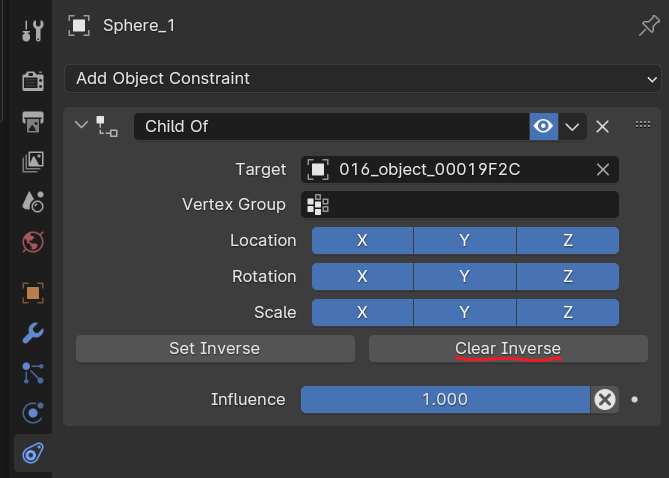 Sphere_1
Add Object Constraint
Child Of
Target 016_object_00019F2C
Vertex Group
Location X Y Z
Rotation X Y Z
Scale X Y Z
Set Inverse Clear Inverse
Influence 1.000